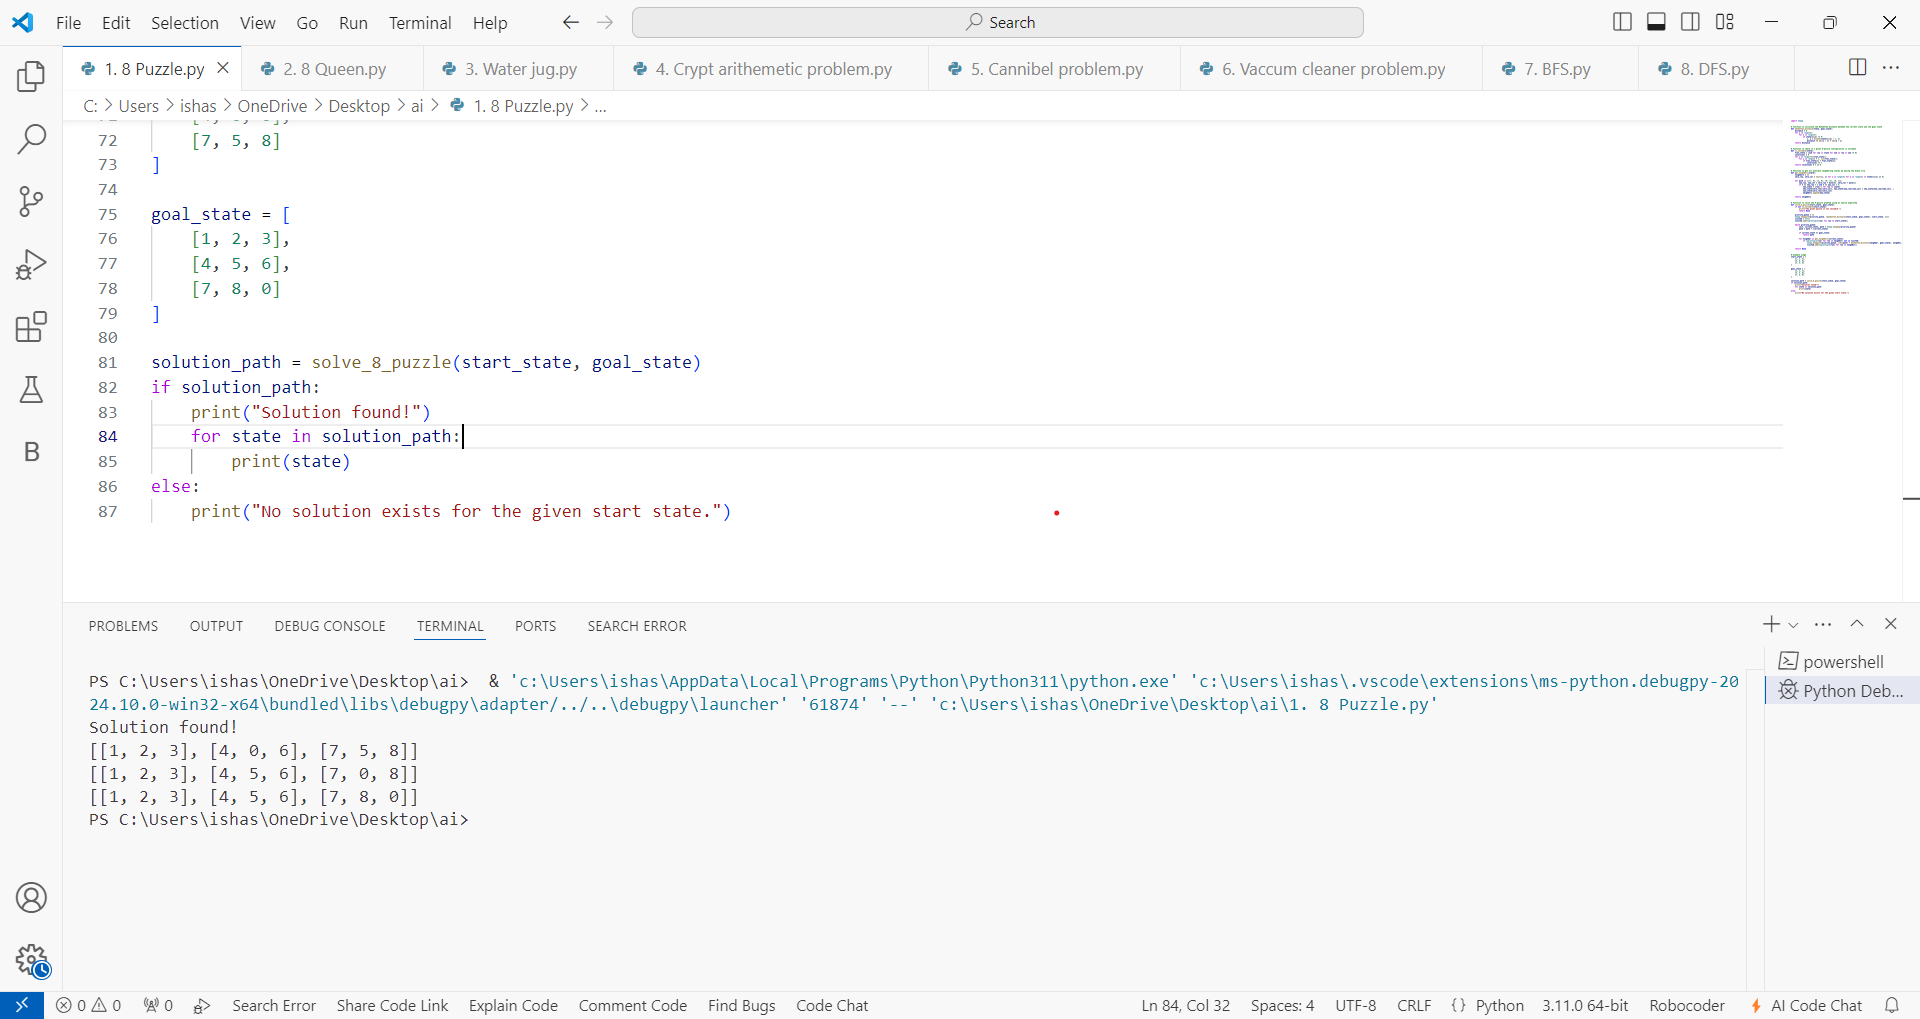 File Edit Selection View Go Run Terminal Help
Search
1. 8 Puzzle.py
2. 8 Queen.py
3. Water jug.py
4. Crypt arithemetic problem.py
5. Cannibel problem.py
6. Vaccum cleaner problem.py
7. BFS.py
8. DFS.py
C: > Users > ishas > OneDrive > Desktop > ai > 1. 8 Puzzle.py > ...
72 [7, 5, 8]
73 ]
74
75 goal_state = [
76 [1, 2, 3],
77 [4, 5, 6],
78 [7, 8, 0]
79 ]
80
81 solution_path = solve_8_puzzle(start_state, goal_state)
82 if solution_path:
83 print("Solution found!")
84 for state in solution_path:
85 print(state)
86 else:
87 print("No solution exists for the given start state.")
B
PROBLEMS OUTPUT DEBUG CONSOLE TERMINAL PORTS SEARCH ERROR
powershell
Python Deb...
PS C:\Users\ishas\OneDrive\Desktop\ai> & 'c:\Users\ishas\AppData\Local\Programs\Python\Python311\python.exe' 'c:\Users\ishas\.vscode\extensions\ms-python.debugpy-20
24.10.0-win32-x64\bundled\libs\debugpy\adapter/../..\debugpy\launcher' '61874' '--' 'c:\Users\ishas\OneDrive\Desktop\ai\1. 8 Puzzle.py'
Solution found!
[[1, 2, 3], [4, 0, 6], [7, 5, 8]]
[[1, 2, 3], [4, 5, 6], [7, 0, 8]]
[[1, 2, 3], [4, 5, 6], [7, 8, 0]]
PS C:\Users\ishas\OneDrive\Desktop\ai>
0 0 0 Search Error Share Code Link Explain Code Comment Code Find Bugs Code Chat Ln 84, Col 32 Spaces: 4 UTF-8 CRLF {} Python 3.11.0 64-bit Robocoder AI Code Chat